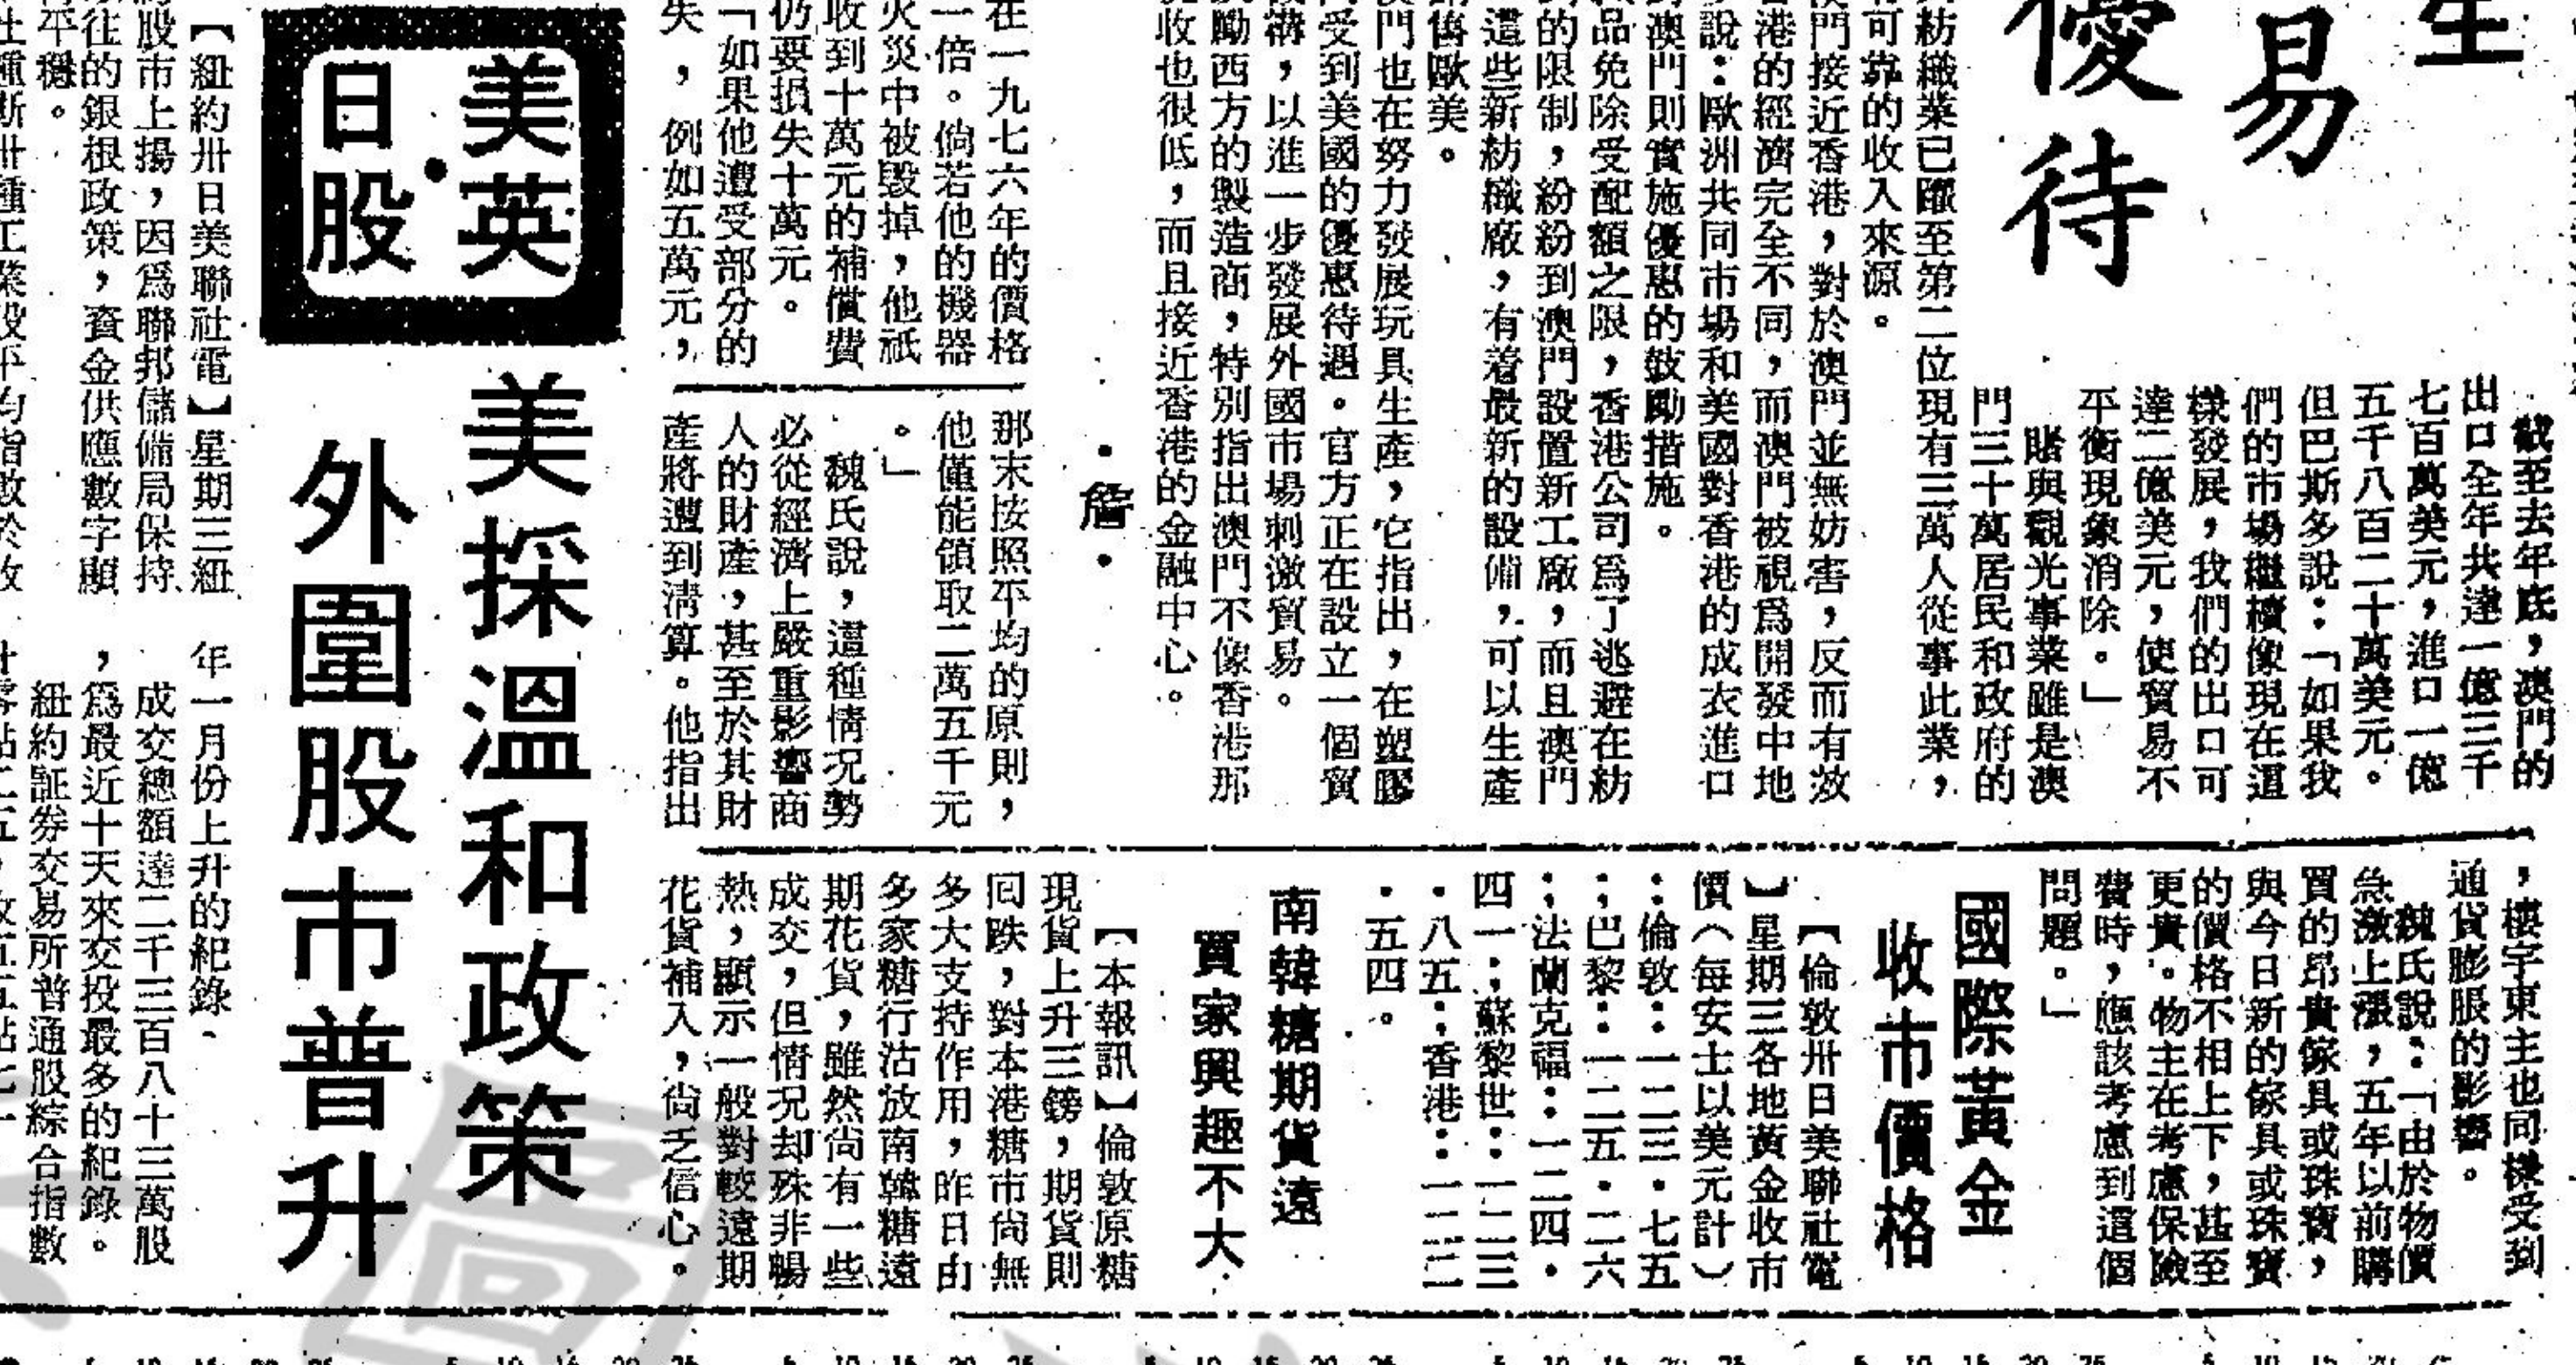 生
易
優待
截至去年底，澳門的
出口全年共達一億三千
七百萬美元，進口一億
五千八百二十萬美元。
但巴斯多說：「如果我
們的市場繼續像現在這
樣發展，我們的出口可
達二億美元，使貿易不
平衡現象消除。」
賭與觀光事業雖是澳
門三十萬居民和政府的
可靠的收入來源。
紡織業已躍至第二位現有三萬人從事此業，
澳門接近香港，對於澳門並無妨害，反而有效
香港的經濟完全不同，而澳門被視爲開發中地
說：歐洲共同市場和美國對香港的成衣進口
對澳門則實施優惠的鼓勵措施。
品免除受配額之限，香港公司爲了逃避在紡
的限制，紛紛到澳門設置新工廠，而且澳門
這些新紡織廠，有着最新的設備，可以生產
售歐美。
澳門也在努力發展玩具生產，它指出，在塑膠
受到美國的優惠待遇。官方正在設立一個貿
構，以進一步發展外國市場刺激貿易。
勵西方的製造商，特別指出澳門不像香港那
收也很低，而且接近香港的金融中心。
·詹·
在一九七六年的價格
一倍。倘若他的機器
火災中被毀掉，他祇
收到十萬元的補償費
仍要損失十萬元。
「如果他遭受部分的
失，例如五萬元，
那末按照平均的原則，
他僅能領取二萬五千元
。」
魏氏說，這種情況勢
必從經濟上嚴重影響商
人的財產，甚至於其財
產將遭到清算。他指出
，樓宇東主也同樣受到
通貨膨脹的影響。
魏氏說：「由於物價
急激上漲，五年以前購
買的昂貴傢具或珠寶，
與今日新的傢具或珠寶
的價格不相上下，甚至
更貴。物主在考慮保險
費時，應該考慮到這個
問題。」
國際黃金
收市價格
【倫敦卅日美聯社電
】星期三各地黃金收市
價（每安士以美元計）
：倫敦：一二三·七五
；巴黎：一二五·二六
；法蘭克福：一二四·
四一；蘇黎世：一二三
·八五；香港：一二二
·五四。
南韓糖期貨遠
買家興趣不大
【本報訊】倫敦原糖
現貨上升三鎊，期貨則
回跌，對本港糖市尚無
多大支持作用，昨日由
多家糖行沽放南韓糖遠
期花貨，雖然尚有一些
成交，但情況却殊非暢
熱，顯示一般對較遠期
花貨補入，尙乏信心。
美英
·
日股
美採溫和政策
外圍股市普升
【紐約卅日美聯社電】星期三紐
約股市上揚，因爲聯邦儲備局保持
往的銀根政策，資金供應數字顯
平穩。
種工業股平均指數於收
年一月份上升的紀錄、
成交總額達二千三百八十三萬股
，爲最近十天來交投最多的紀錄。
紐約証券交易所普通股綜合指數
圖